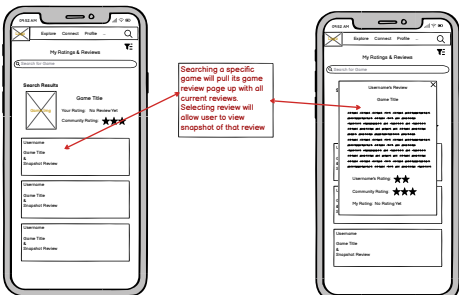 09:52 AM
Explore Connect Profile ...
My Ratings & Reviews
Search for Game
Search Results
Game Title
Your Rating: No Review Yet
Community Rating:
Username
Game Title
&
Snapshot Review
Username
Game Title
&
Snapshot Review
Username
Game Title
&
Snapshot Review
Searching a specific
game will pull its game
review page up with all
current reviews.
Selecting review will
allow user to view
snapshot of that review
09:52 AM
Explore Connect Profile ...
My Ratings & Reviews
Search for Game
Username's Review
Game Title
Username's Rating:
Community Rating:
My Rating: No Rating Yet
Username
Game Title
&
Snapshot Review